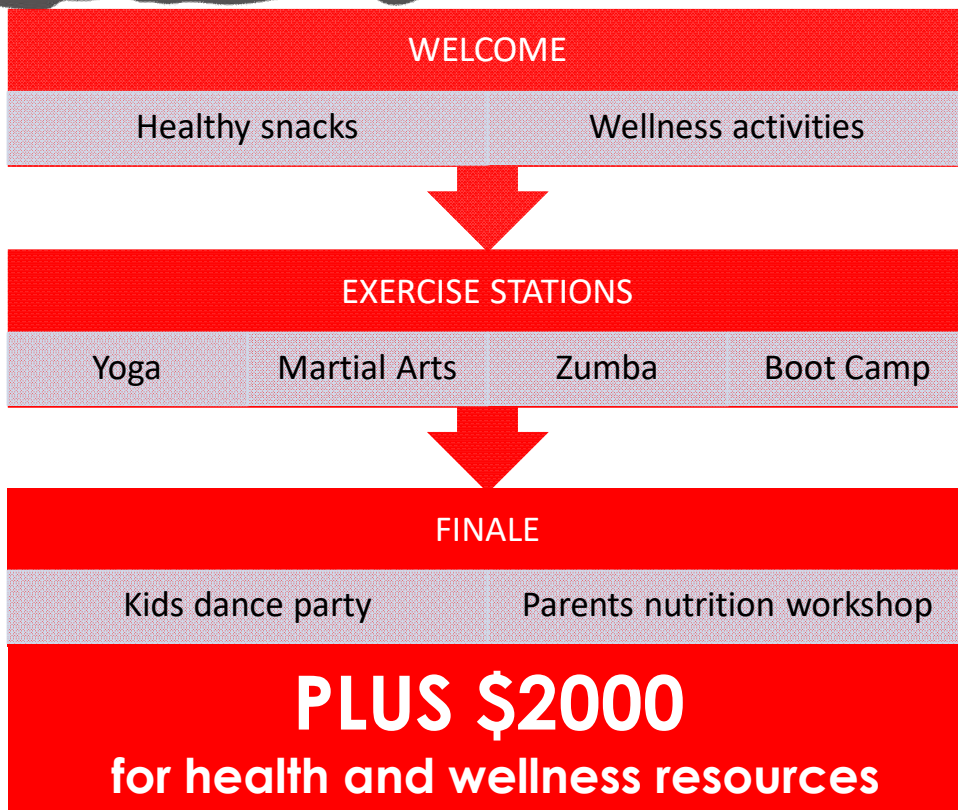 WELCOME
Healthy snacks Wellness activities
EXERCISE STATIONS
Yoga Martial Arts Zumba Boot Camp
FINALE
Kids dance party Parents nutrition workshop
PLUS $2000
for health and wellness resources